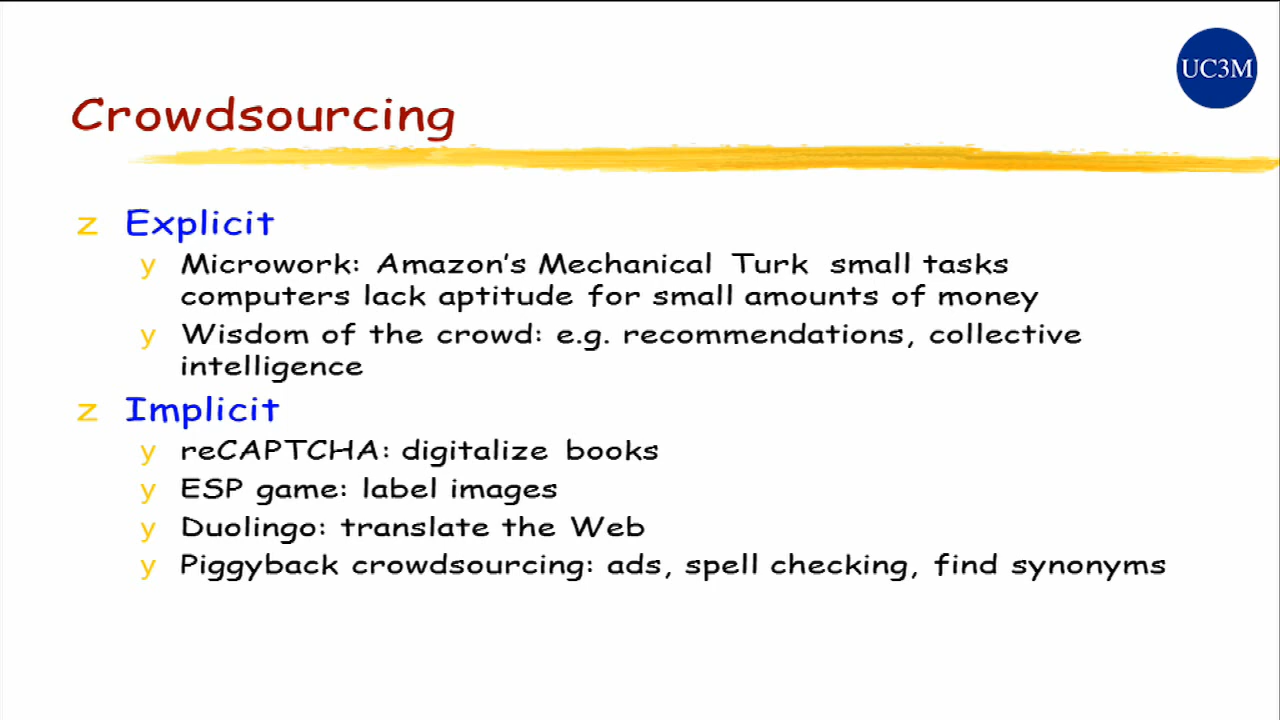 UC3M
Crowdsourcing
z Explicit
y Microwork: Amazon's Mechanical Turk small tasks
computers lack aptitude for small amounts of money
y Wisdom of the crowd: e.g. recommendations, collective
intelligence
z Implicit
y reCAPTCHA: digitalize books
y ESP game: label images
y Duolingo: translate the Web
y Piggyback crowdsourcing: ads, spell checking, find synonyms